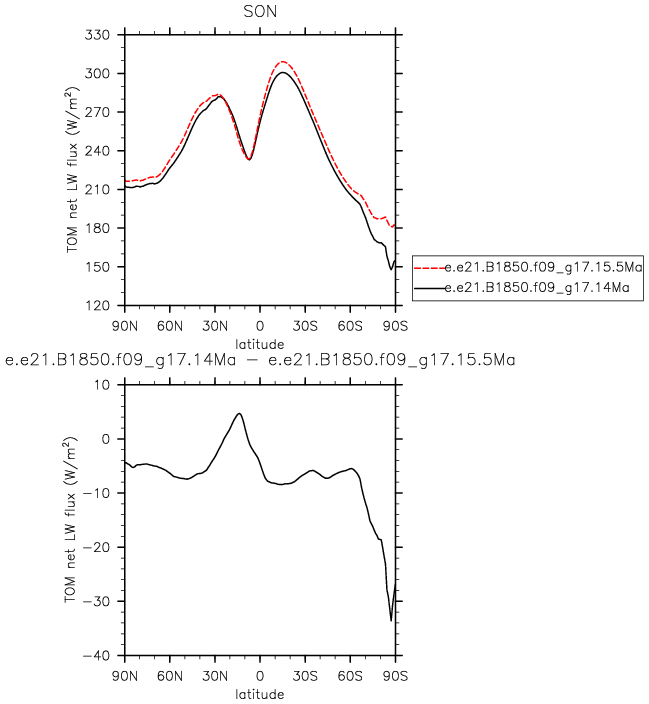 SON
TOM net LW flux (W/m²)
330
300
270
240
210
180
150
120
90N 60N 30N 0 30S 60S 90S
latitude
e.e21.B1850.f09_g17.15.5Ma
e.e21.B1850.f09_g17.14Ma
e.e21.B1850.f09_g17.14Ma − e.e21.B1850.f09_g17.15.5Ma
TOM net LW flux (W/m²)
10
0
−10
−20
−30
−40
90N 60N 30N 0 30S 60S 90S
latitude